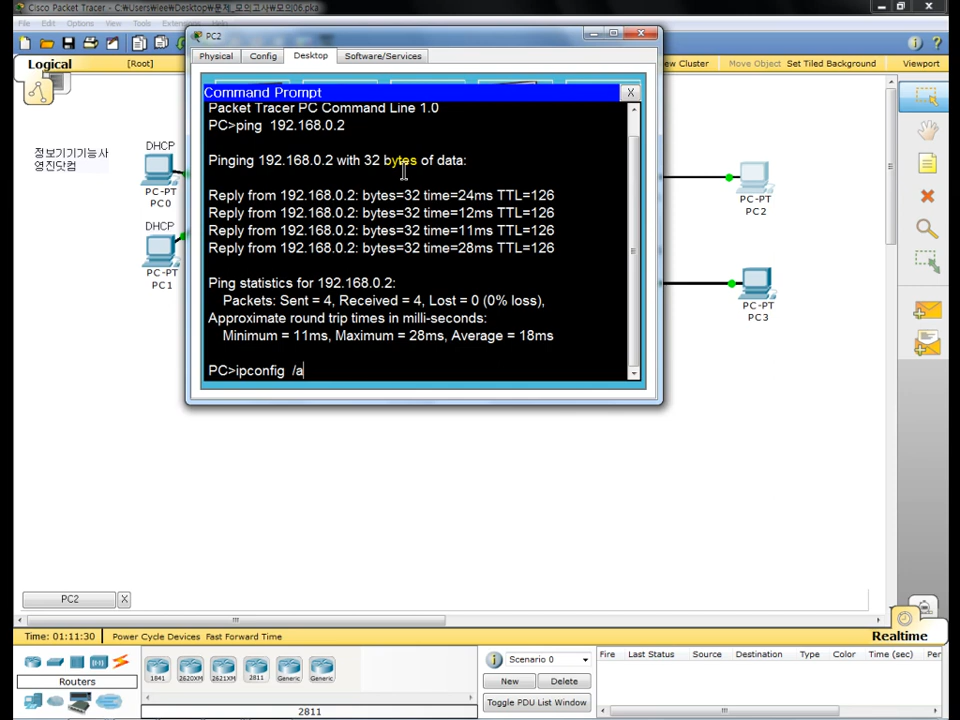 Cisco Packet Tracer - C:\Users\lee\Desktop\문제_모의고사\모의06.pka
File Edit Options View Tools Extensions
Logical
[Root]
New Cluster
Move Object
Set Tiled Background
Viewport
PC2
Physical
Config
Desktop
Software/Services
Command Prompt
X
Packet Tracer PC Command Line 1.0
PC>ping 192.168.0.2
Pinging 192.168.0.2 with 32 bytes of data:
Reply from 192.168.0.2: bytes=32 time=24ms TTL=126
Reply from 192.168.0.2: bytes=32 time=12ms TTL=126
Reply from 192.168.0.2: bytes=32 time=11ms TTL=126
Reply from 192.168.0.2: bytes=32 time=28ms TTL=126
Ping statistics for 192.168.0.2:
Packets: Sent = 4, Received = 4, Lost = 0 (0% loss),
Approximate round trip times in milli-seconds:
Minimum = 11ms, Maximum = 28ms, Average = 18ms
PC>ipconfig /a
정보기기기능사
영진닷컴
DHCP
PC-PT
PC0
DHCP
PC-PT
PC1
PC-PT
PC2
PC-PT
PC3
PC2
X
Time: 01:11:30
Power Cycle Devices Fast Forward Time
Realtime
Routers
1841
2620XM
2621XM
2811
Generic
Generic
2811
Scenario 0
New
Delete
Toggle PDU List Window
Fire
Last Status
Source
Destination
Type
Color
Time (sec)
Per